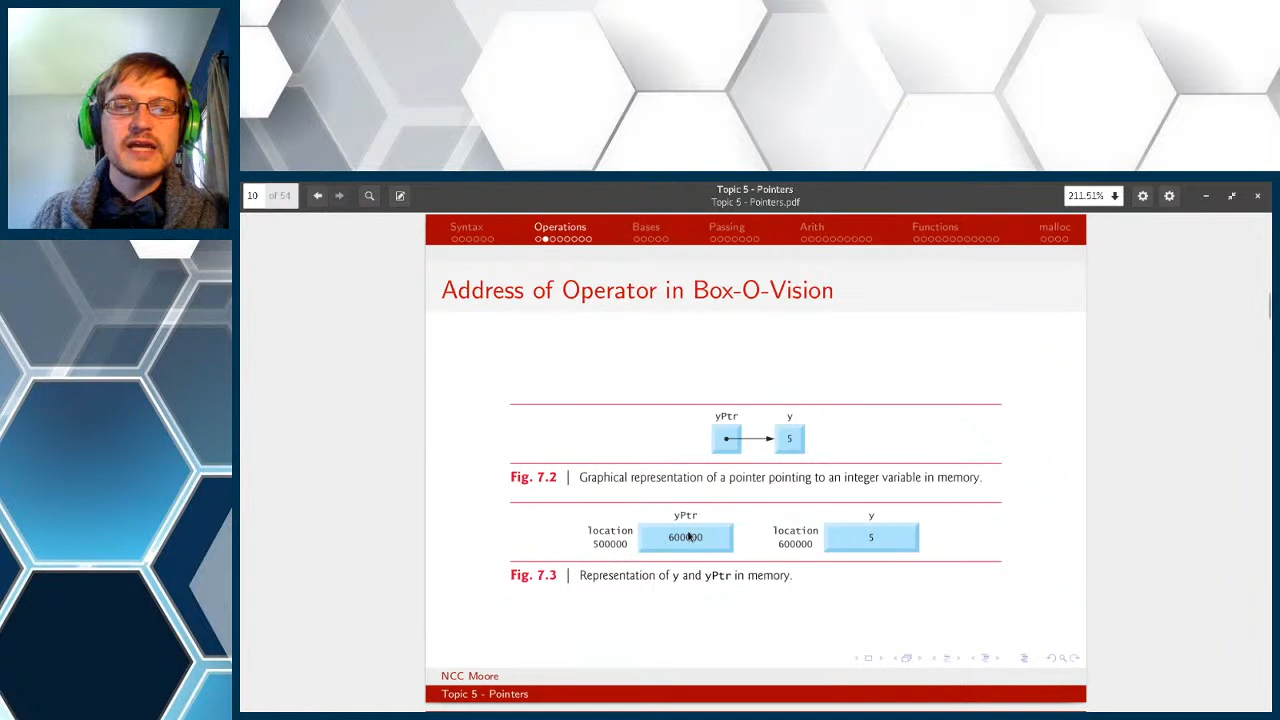 10 of 54
Topic 5 - Pointers
Topic 5 - Pointers.pdf
211.51%
Syntax Operations Bases Passing Arith Functions malloc
Address of Operator in Box-O-Vision
yPtr y
5
Fig. 7.2 | Graphical representation of a pointer pointing to an integer variable in memory.
yPtr y
location 500000 600000 location 600000 5
Fig. 7.3 | Representation of y and yPtr in memory.
NCC Moore
Topic 5 - Pointers